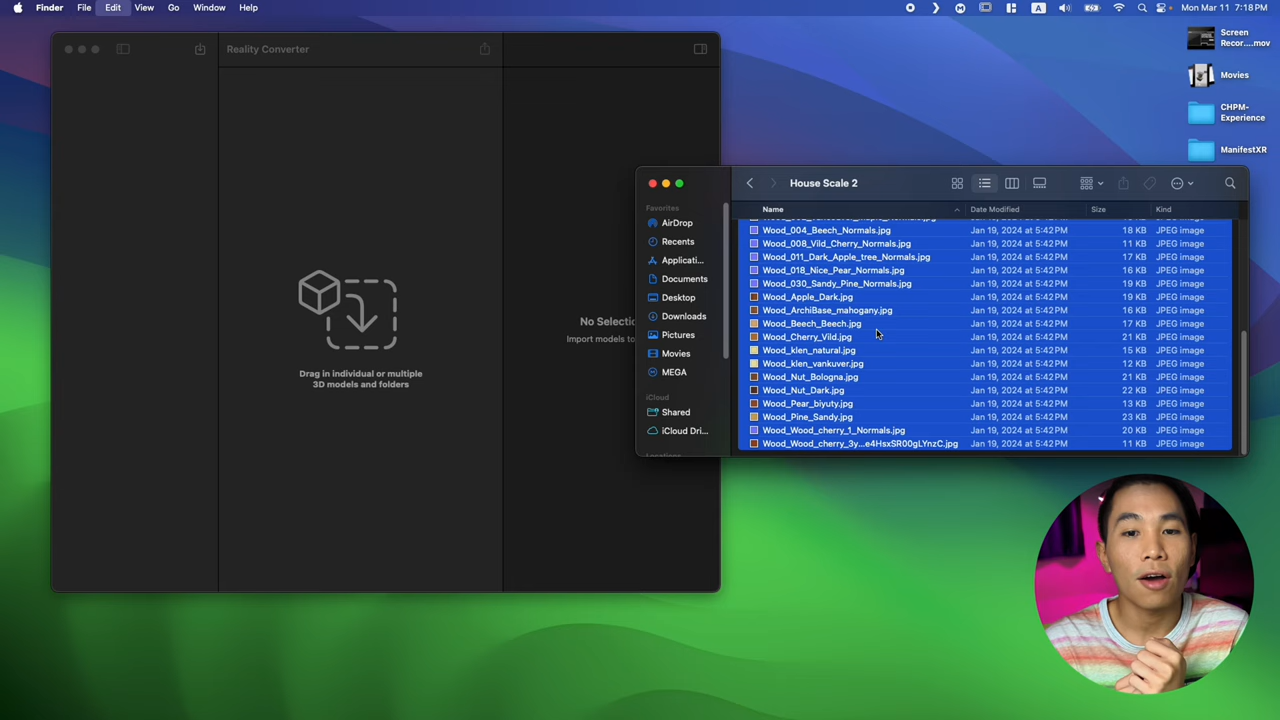 Finder File Edit View Go Window Help
A Mon Mar 11 7:18 PM
Reality Converter
Drag in individual or multiple
3D models and folders
No Selectio
Import models to
Screen
Recor....mov
Movies
CHPM-
Experience
ManifestXR
House Scale 2
Favorites
AirDrop
Recents
Applicati...
Documents
Desktop
Downloads
Pictures
Movies
MEGA
iCloud
Shared
iCloud Dri...
Locations
Name Date Modified Size Kind
Wood_004_Beech_Normals.jpg Jan 19, 2024 at 5:42 PM 18 KB JPEG image
Wood_008_Vild_Cherry_Normals.jpg Jan 19, 2024 at 5:42 PM 11 KB JPEG image
Wood_011_Dark_Apple_tree_Normals.jpg Jan 19, 2024 at 5:42 PM 17 KB JPEG image
Wood_018_Nice_Pear_Normals.jpg Jan 19, 2024 at 5:42 PM 16 KB JPEG image
Wood_030_Sandy_Pine_Normals.jpg Jan 19, 2024 at 5:42 PM 19 KB JPEG image
Wood_Apple_Dark.jpg Jan 19, 2024 at 5:42 PM 19 KB JPEG image
Wood_ArchiBase_mahogany.jpg Jan 19, 2024 at 5:42 PM 16 KB JPEG image
Wood_Beech_Beech.jpg Jan 19, 2024 at 5:42 PM 17 KB JPEG image
Wood_Cherry_Vild.jpg Jan 19, 2024 at 5:42 PM 21 KB JPEG image
Wood_klen_natural.jpg Jan 19, 2024 at 5:42 PM 15 KB JPEG image
Wood_klen_vankuver.jpg Jan 19, 2024 at 5:42 PM 12 KB JPEG image
Wood_Nut_Bologna.jpg Jan 19, 2024 at 5:42 PM 21 KB JPEG image
Wood_Nut_Dark.jpg Jan 19, 2024 at 5:42 PM 22 KB JPEG image
Wood_Pear_biyuty.jpg Jan 19, 2024 at 5:42 PM 13 KB JPEG image
Wood_Pine_Sandy.jpg Jan 19, 2024 at 5:42 PM 23 KB JPEG image
Wood_Wood_cherry_1_Normals.jpg Jan 19, 2024 at 5:42 PM 20 KB JPEG image
Wood_Wood_cherry_3y...e4HsxSR00gLYnzC.jpg Jan 19, 2024 at 5:42 PM 11 KB JPEG image